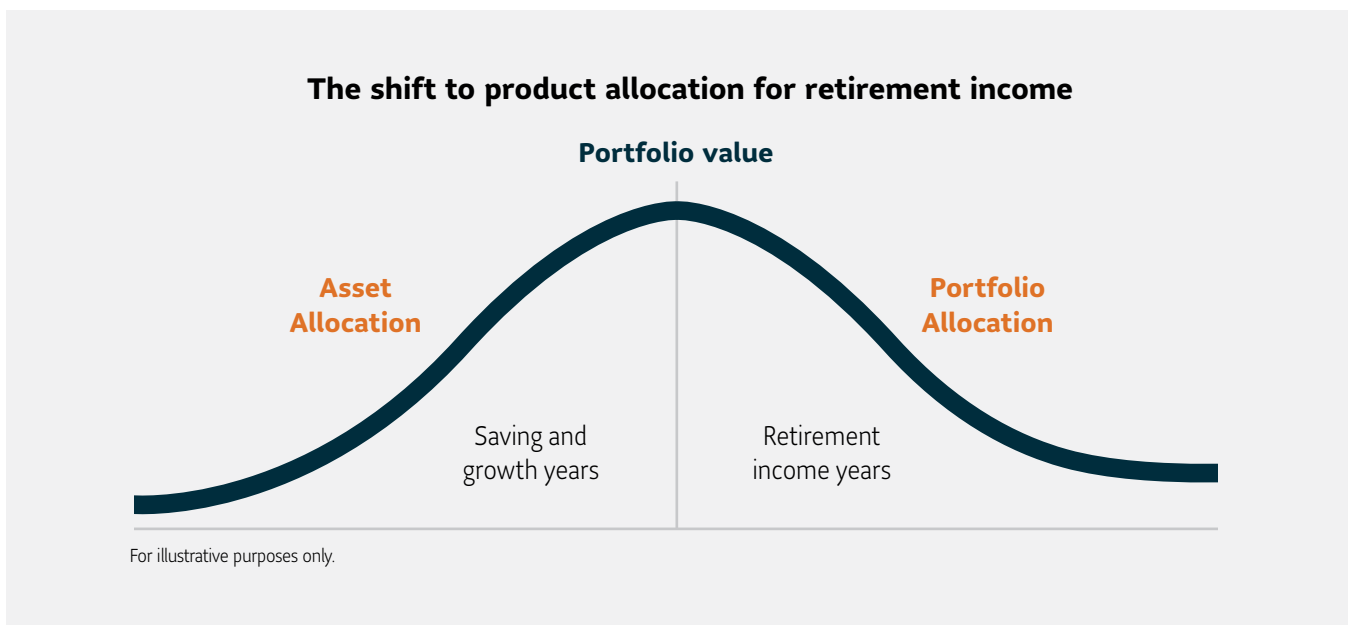 The shift to product allocation for retirement income
Portfolio value
Asset
Allocation
Portfolio
Allocation
Saving and
growth years
Retirement
income years
For illustrative purposes only.